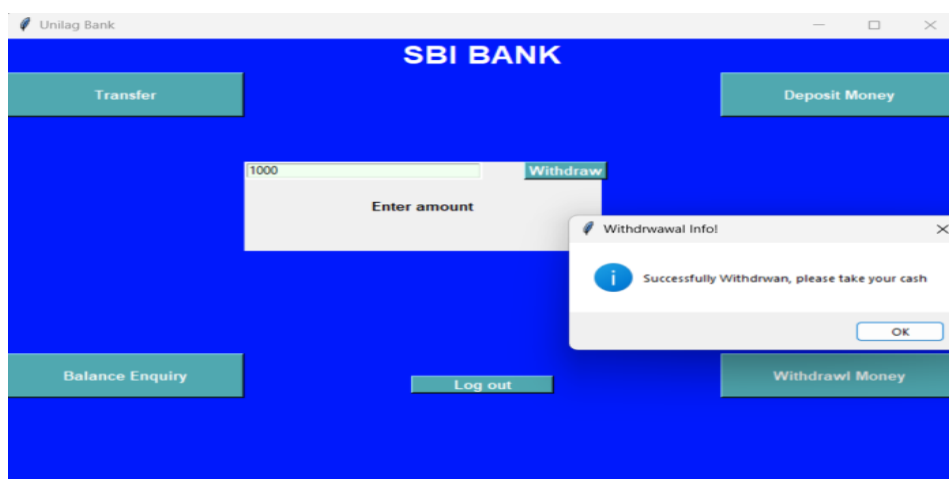 Unilag Bank
SBI BANK
Transfer
Deposit Money
1000
Withdraw
Enter amount
Withdrwawal Info!
Successfully Withdrwan, please take your cash
OK
Balance Enquiry
Log out
Withdrawl Money